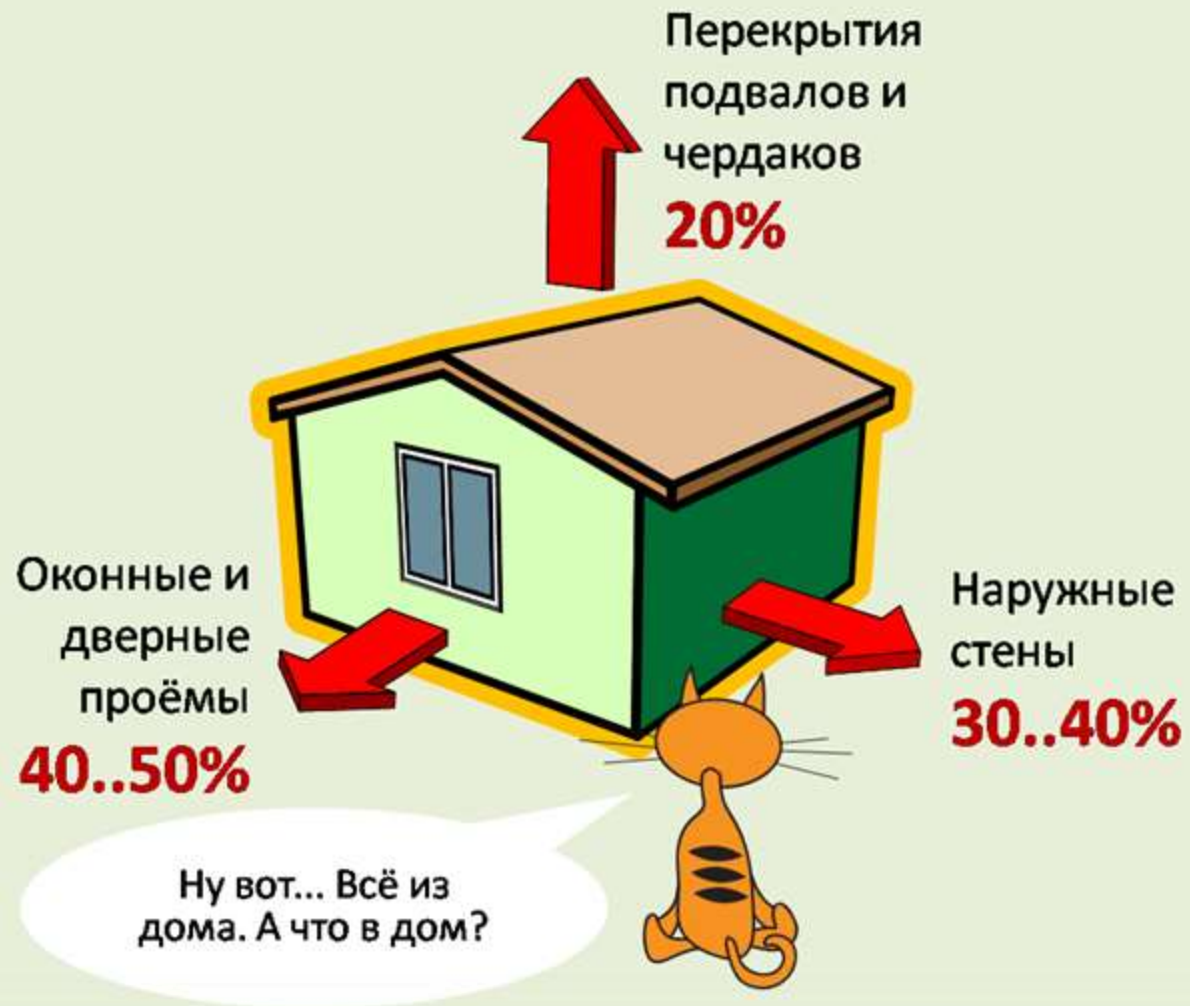 Перекрытия
подвалов и
чердаков
20%
Оконные и
дверные
проёмы
40..50%
Наружные
стены
30..40%
Ну вот... Всё из
дома. А что в дом?